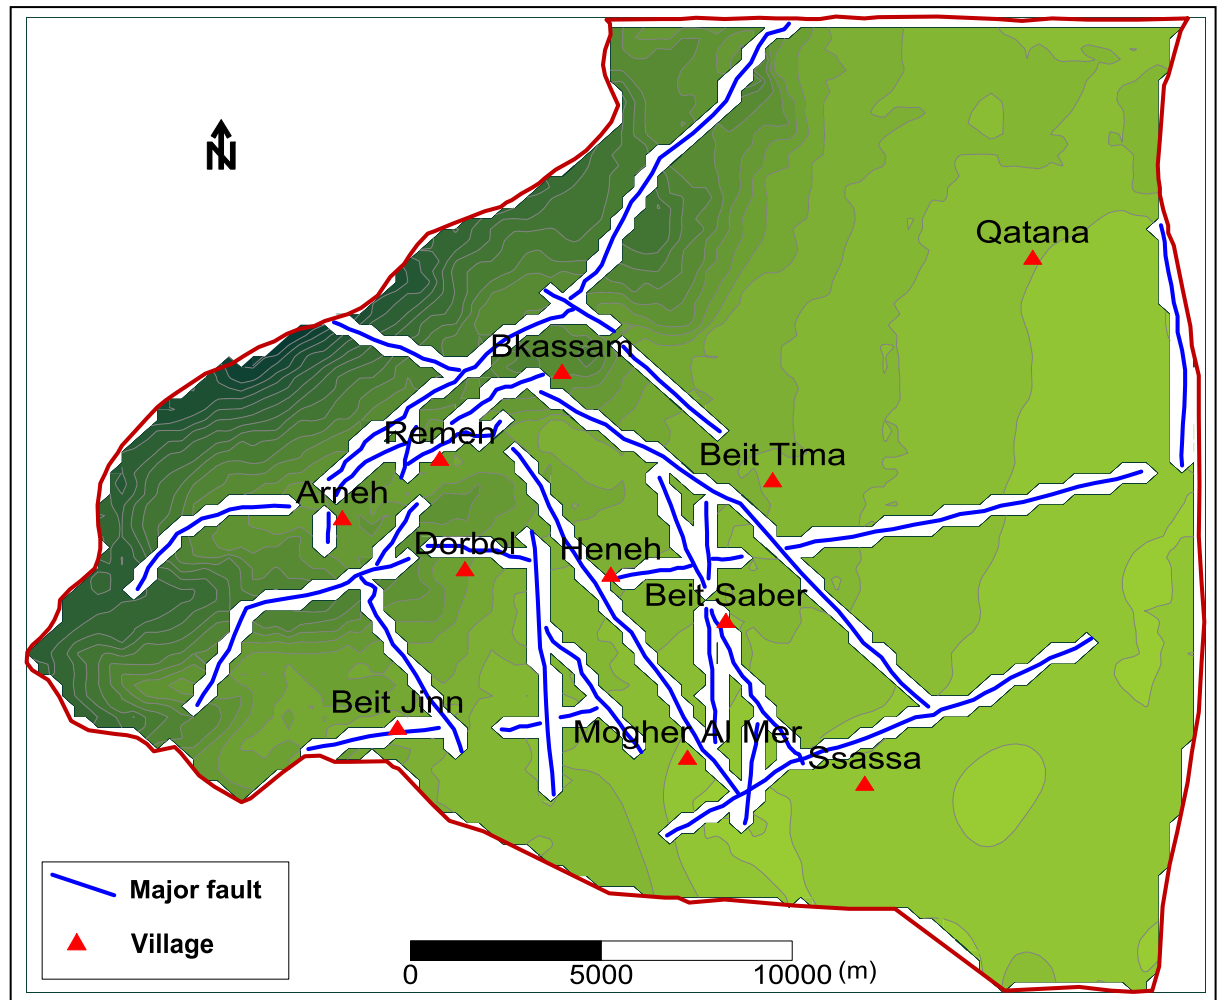 N
Qatana
Bkassam
Remeh
Beit Tima
Arneh
Dorbol
Heneh
Beit Saber
Beit Jinn
Mogher Al Mer
Ssassa
Major fault
Village
0 5000 10000 (m)